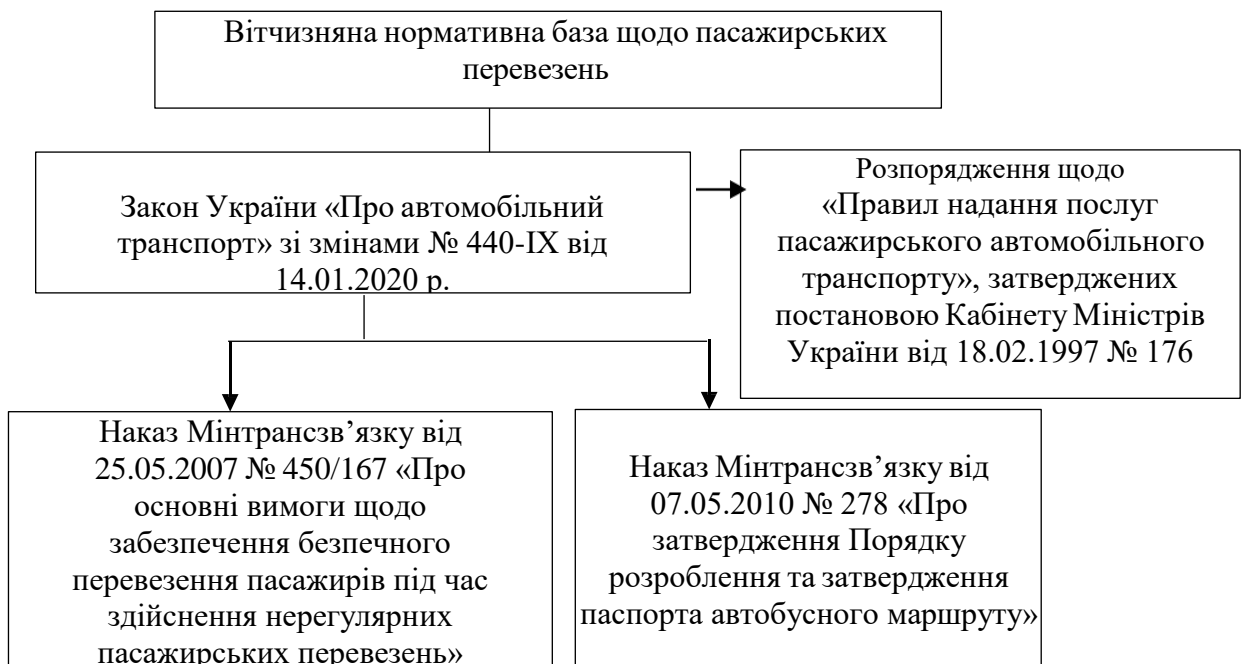 Вітчизняна нормативна база щодо пасажирських
перевезень
Закон України «Про автомобільний
транспорт» зі змінами № 440-IX від
14.01.2020 р.
Розпорядження щодо
«Правил надання послуг
пасажирського автомобільного
транспорту», затверджених
постановою Кабінету Міністрів
України від 18.02.1997 № 176
Наказ Мінтрансзв’язку від
25.05.2007 № 450/167 «Про
основні вимоги щодо
забезпечення безпечного
перевезення пасажирів під час
здійснення нерегулярних
пасажирських перевезень»
Наказ Мінтрансзв’язку від
07.05.2010 № 278 «Про
затвердження Порядку
розроблення та затвердження
паспорта автобусного маршруту»